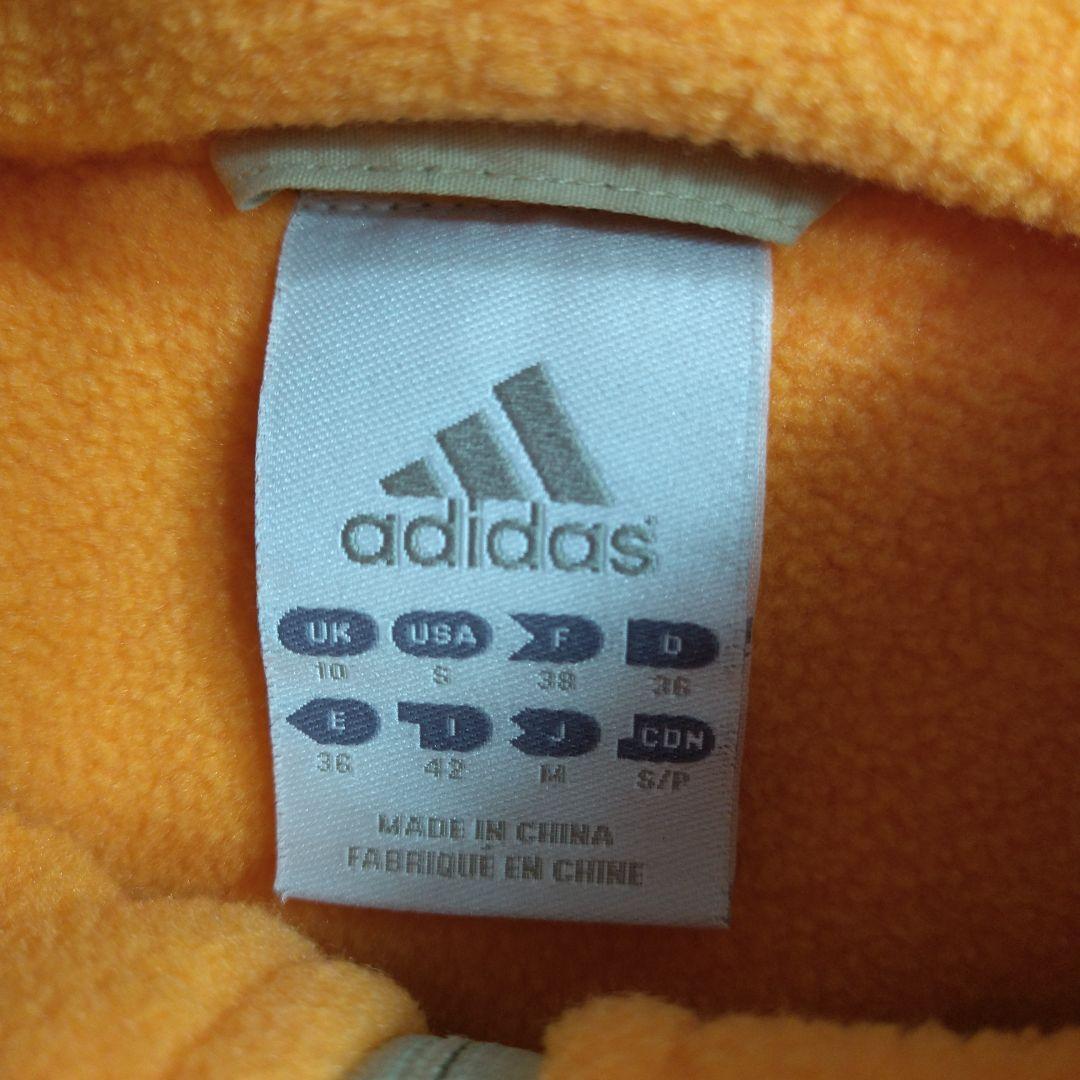 adidas
UK USA F D
10 S 38 36
E I J CDN
36 42 M S/P
MADE IN CHINA
FABRIQUÉ EN CHINE